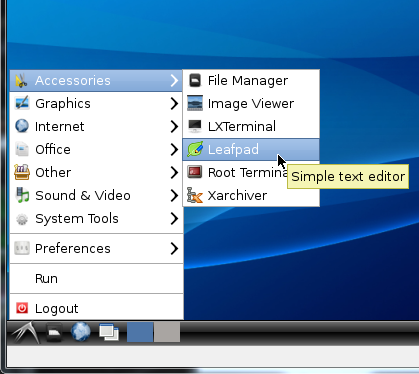 Accessories
Graphics
Internet
Office
Other
Sound & Video
System Tools
Preferences
Run
Logout
File Manager
Image Viewer
LXTerminal
Leafpad
Root Termina
Xarchiver
Simple text editor